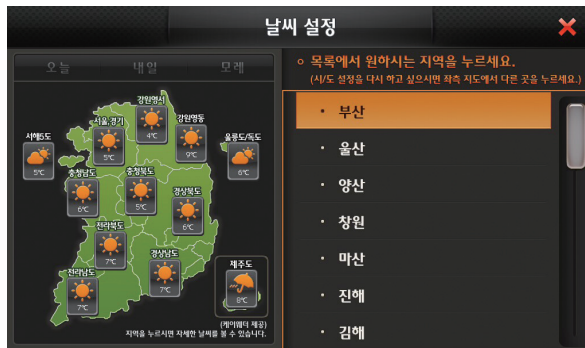 날씨 설정
오늘 내일 모레
강원영서
4℃
서울,경기
5℃
강원영동
9℃
서해5도
5℃
울릉도/독도
6℃
충청남도
6℃
충청북도
5℃
경상북도
6℃
전라북도
7℃
경상남도
7℃
전라남도
7℃
제주도
8℃
(케이웨더 제공)
지역을 누르시면 자세한 날씨를 볼 수 있습니다.
목록에서 원하시는 지역을 누르세요.
(시/도 설정을 다시 하고 싶으시면 좌측 지도에서 다른 곳을 누르세요.)
· 부산
· 울산
· 양산
· 창원
· 마산
· 진해
· 김해